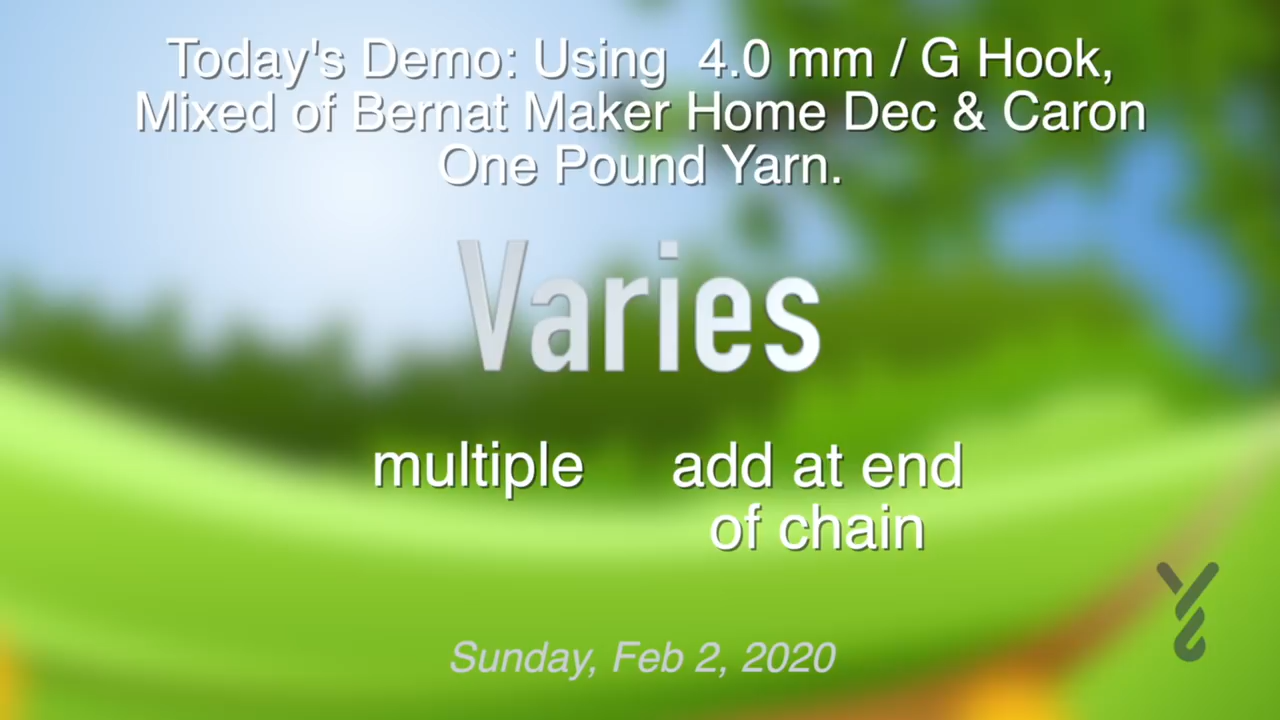 Today's Demo: Using 4.0 mm / G Hook,
Mixed of Bernat Maker Home Dec & Caron
One Pound Yarn.
Varies
multiple
add at end
of chain
Sunday, Feb 2, 2020